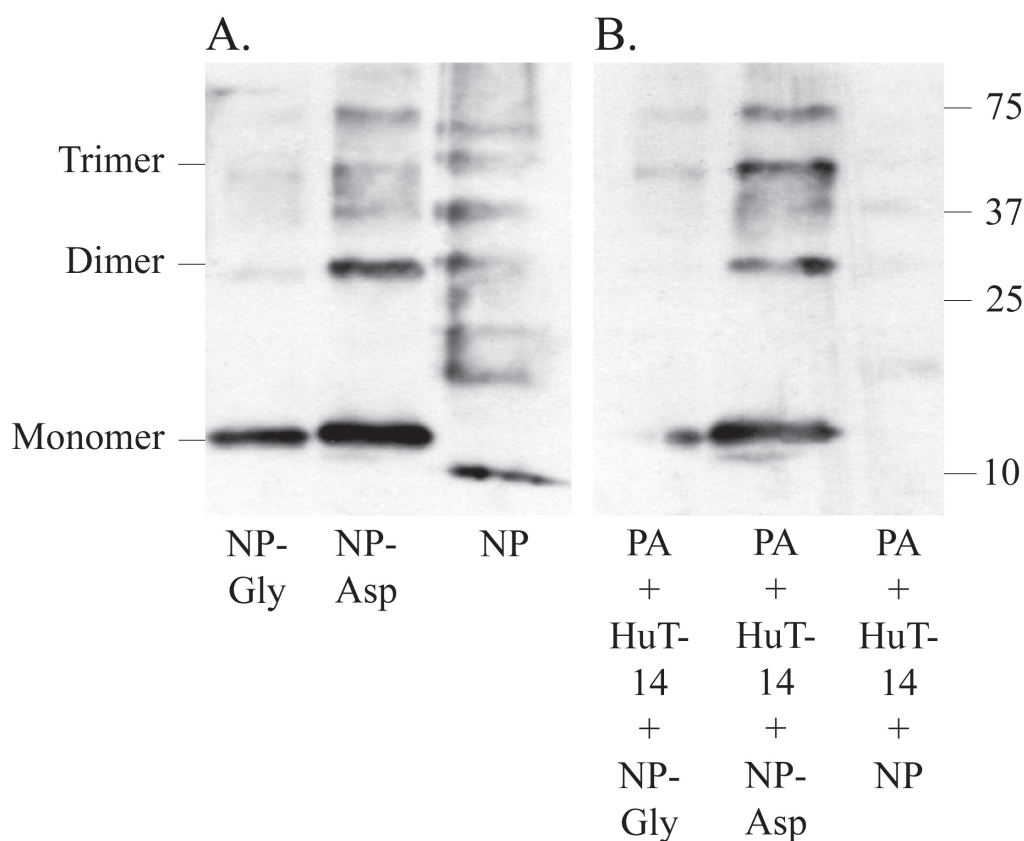 A.
B.
Trimer
Dimer
Monomer
75
37
25
10
NP-
Gly
NP-
Asp
NP
PA
+
HuT-
14
+
NP-
Gly
PA
+
HuT-
14
+
NP-
Asp
PA
+
HuT-
14
+
NP